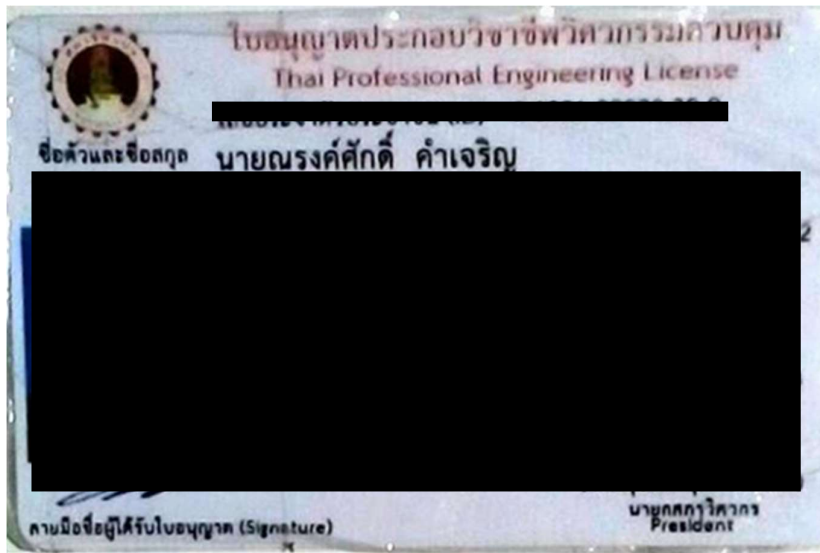 ใบอนุญาตประกอบวิชาชีพวิศวกรรมควบคุม
Thai Professional Engineering License
ชื่อตัวและชื่อสกุล นายณรงค์ศักดิ์ คำเจริญ
2
นายกสภาวิศวกร
ลายมือชื่อผู้ได้รับใบอนุญาต (Signature) President